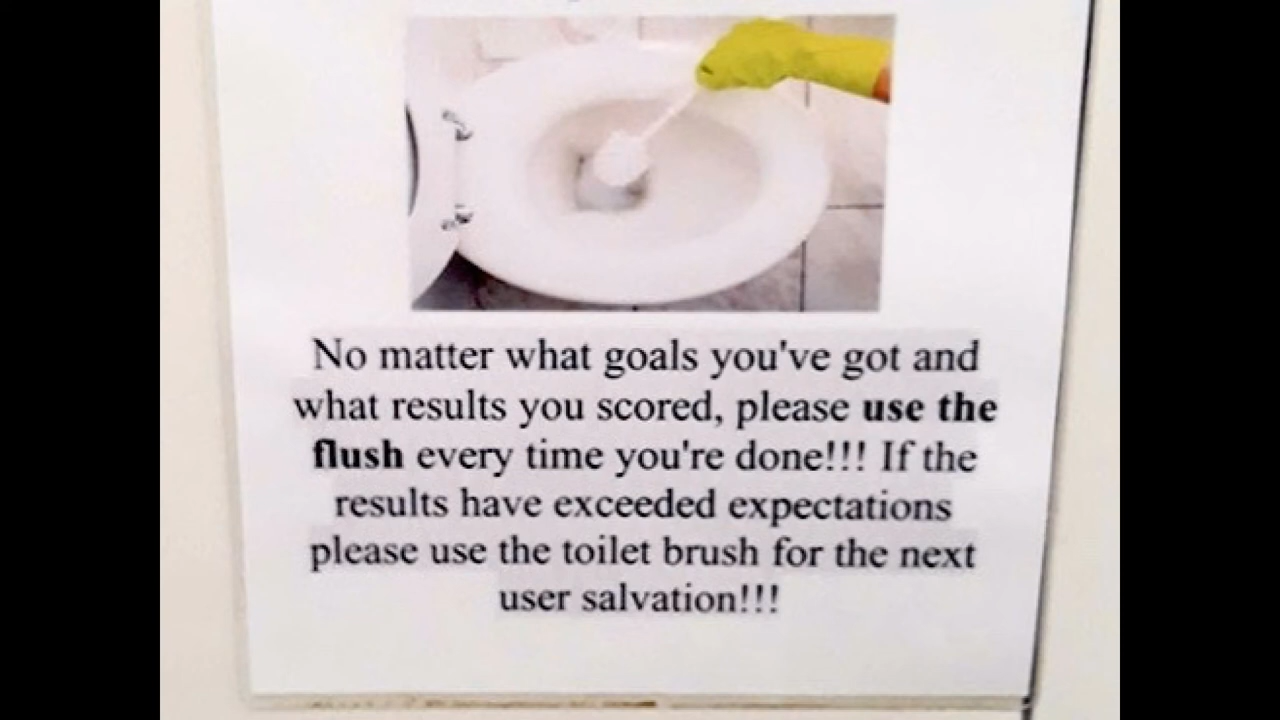 No matter what goals you've got and
what results you scored, please use the
flush every time you're done!!! If the
results have exceeded expectations
please use the toilet brush for the next
user salvation!!!